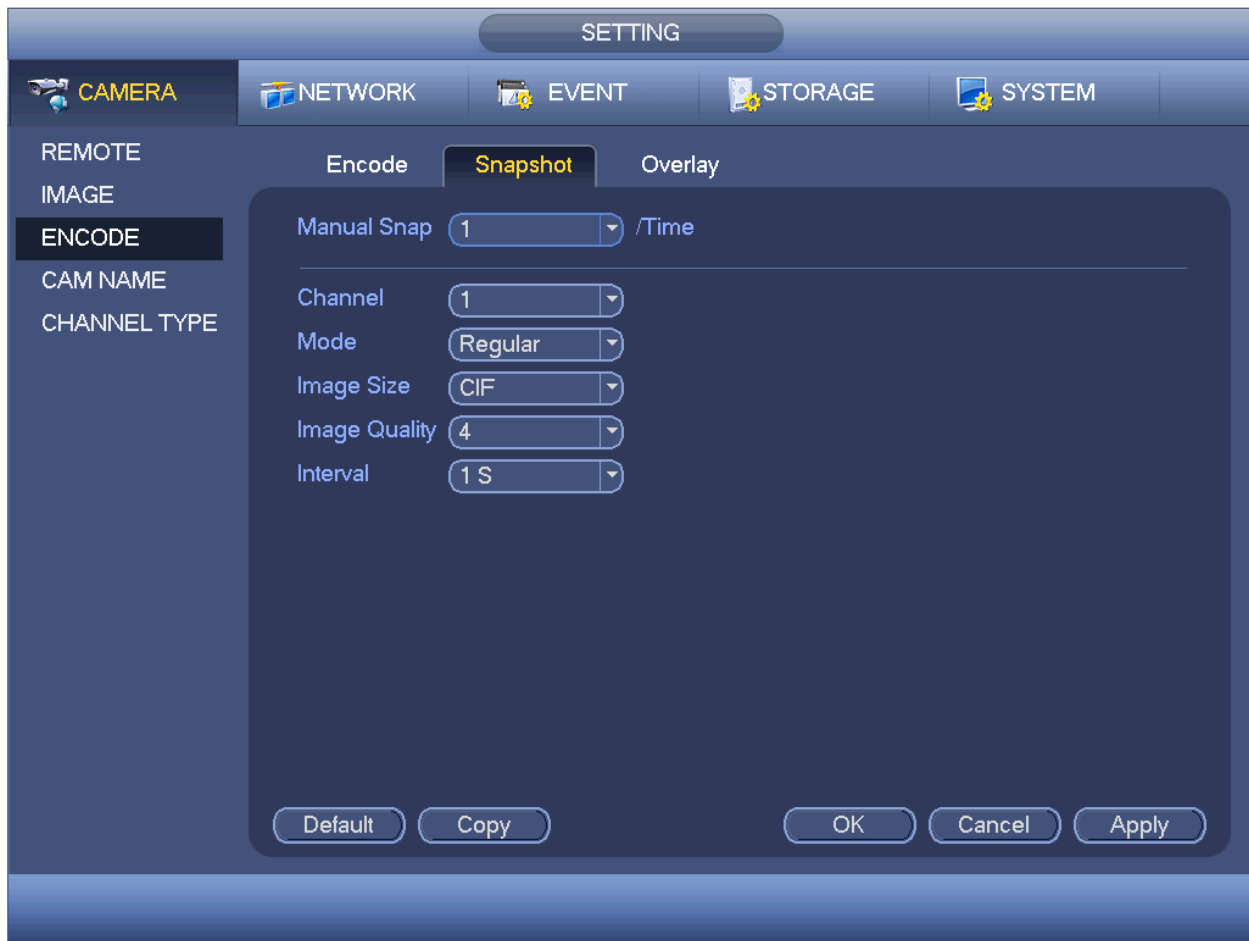 SETTING
CAMERA NETWORK EVENT STORAGE SYSTEM
REMOTE
IMAGE
ENCODE
CAM NAME
CHANNEL TYPE
Encode Snapshot Overlay
Manual Snap 1 /Time
Channel 1
Mode Regular
Image Size CIF
Image Quality 4
Interval 1 S
Default Copy OK Cancel Apply